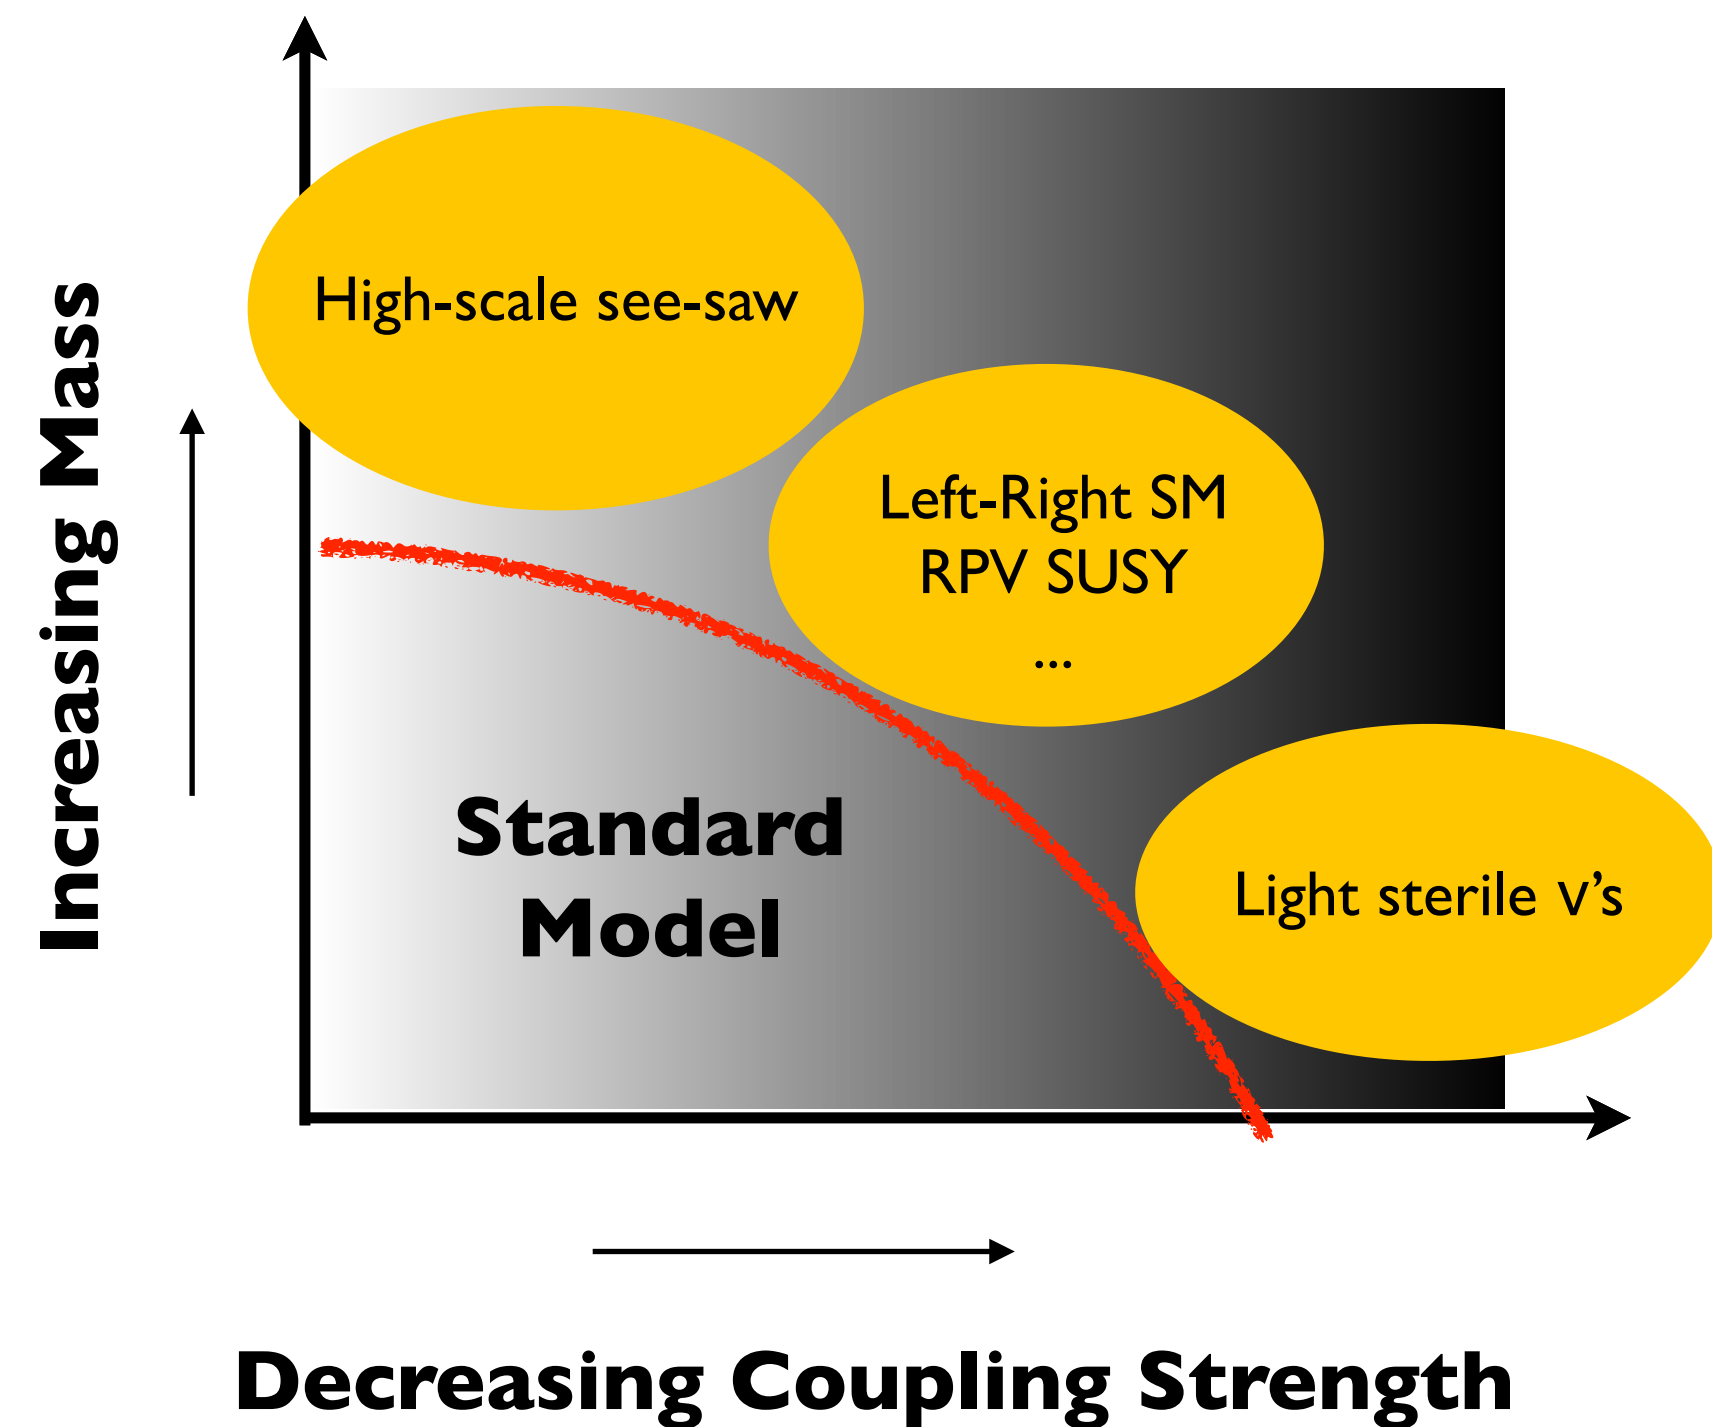 Increasing Mass
High-scale see-saw
Left-Right SM
RPV SUSY
...
Standard
Model
Light sterile ν's
Decreasing Coupling Strength